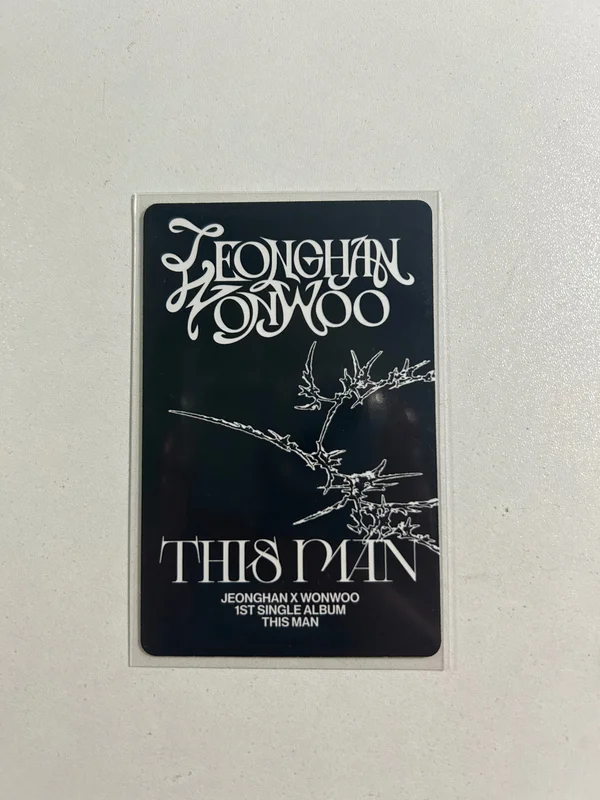 JEONGHAN
WONWOO
THIS MAN
JEONGHAN X WONWOO
1ST SINGLE ALBUM
THIS MAN